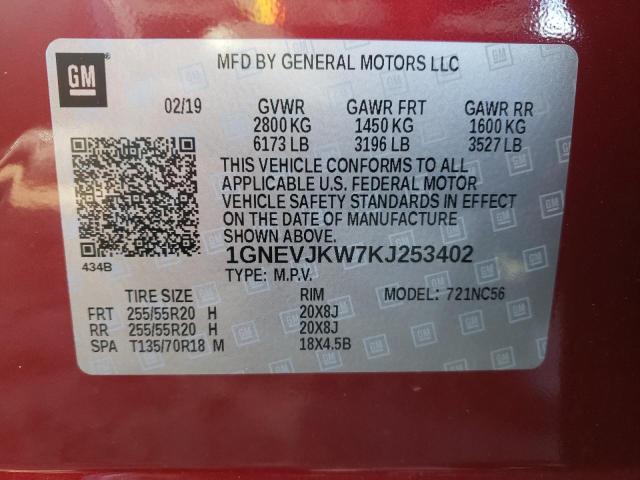 GM
MFD BY GENERAL MOTORS LLC
02/19 GVWR GAWR FRT GAWR RR
2800 KG 1450 KG 1600 KG
6173 LB 3196 LB 3527 LB
THIS VEHICLE CONFORMS TO ALL
APPLICABLE U.S. FEDERAL MOTOR
VEHICLE SAFETY STANDARDS IN EFFECT
ON THE DATE OF MANUFACTURE
SHOWN ABOVE.
1GNEVJKW7KJ253402
434B
TYPE: M.P.V.
TIRE SIZE RIM MODEL: 721NC56
FRT 255/55R20 H 20X8J
RR 255/55R20 H 20X8J
SPA T135/70R18 M 18X4.5B